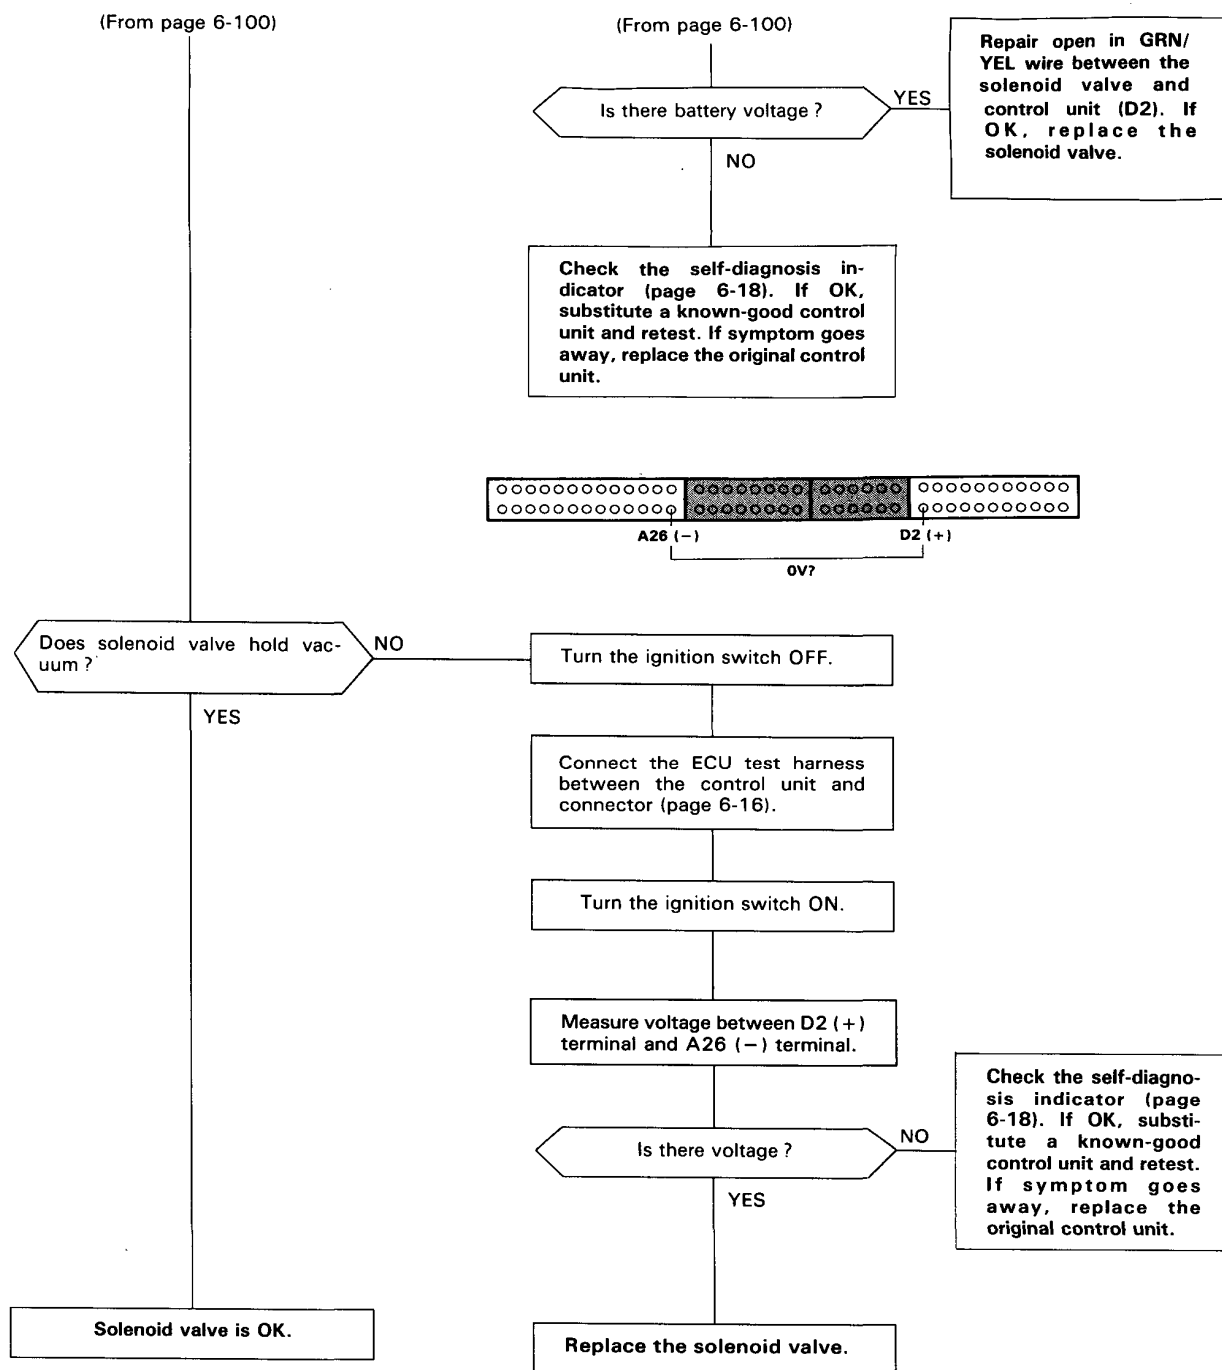 (From page 6-100)
(From page 6-100)
Is there battery voltage ?
YES
Repair open in GRN/
YEL wire between the
solenoid valve and
control unit (D2). If
OK, replace the
solenoid valve.
NO
Check the self-diagnosis in-
dicator (page 6-18). If OK,
substitute a known-good control
unit and retest. If symptom goes
away, replace the original control
unit.
A26 (−)
D2 (+)
0V?
Does solenoid valve hold vac-
uum ?
NO
YES
Turn the ignition switch OFF.
Connect the ECU test harness
between the control unit and
connector (page 6-16).
Turn the ignition switch ON.
Measure voltage between D2 (+)
terminal and A26 (−) terminal.
Is there voltage ?
NO
Check the self-diagno-
sis indicator (page
6-18). If OK, substi-
tute a known-good
control unit and retest.
If symptom goes
away, replace the
original control unit.
YES
Solenoid valve is OK.
Replace the solenoid valve.